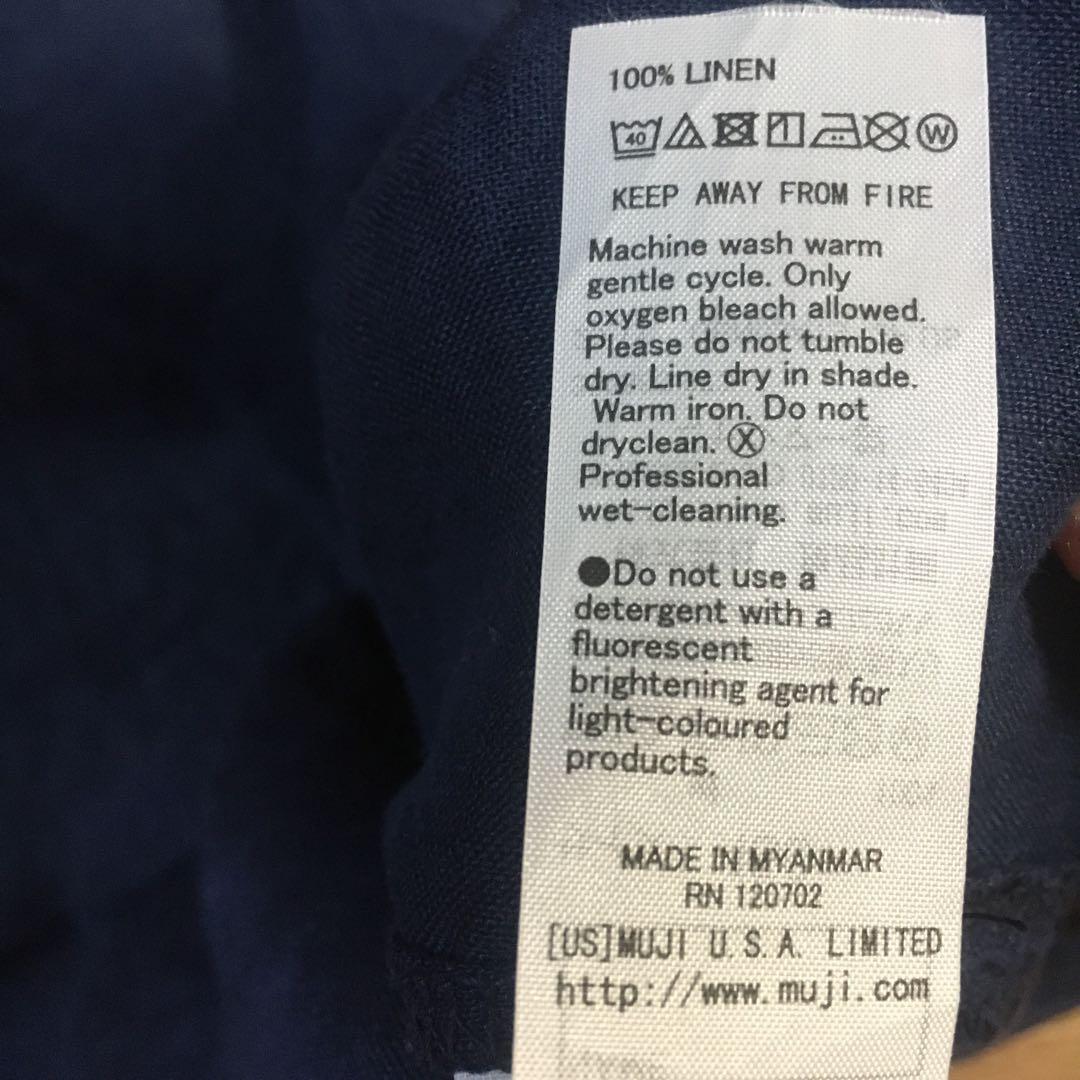 100% LINEN
40 W
KEEP AWAY FROM FIRE
Machine wash warm
gentle cycle. Only
oxygen bleach allowed.
Please do not tumble
dry. Line dry in shade.
Warm iron. Do not
dryclean. Ⓧ
Professional
wet-cleaning.
●Do not use a
detergent with a
fluorescent
brightening agent for
light-coloured
products.
MADE IN MYANMAR
RN 120702
[US]MUJI U.S.A. LIMITED
http://www.muji.com